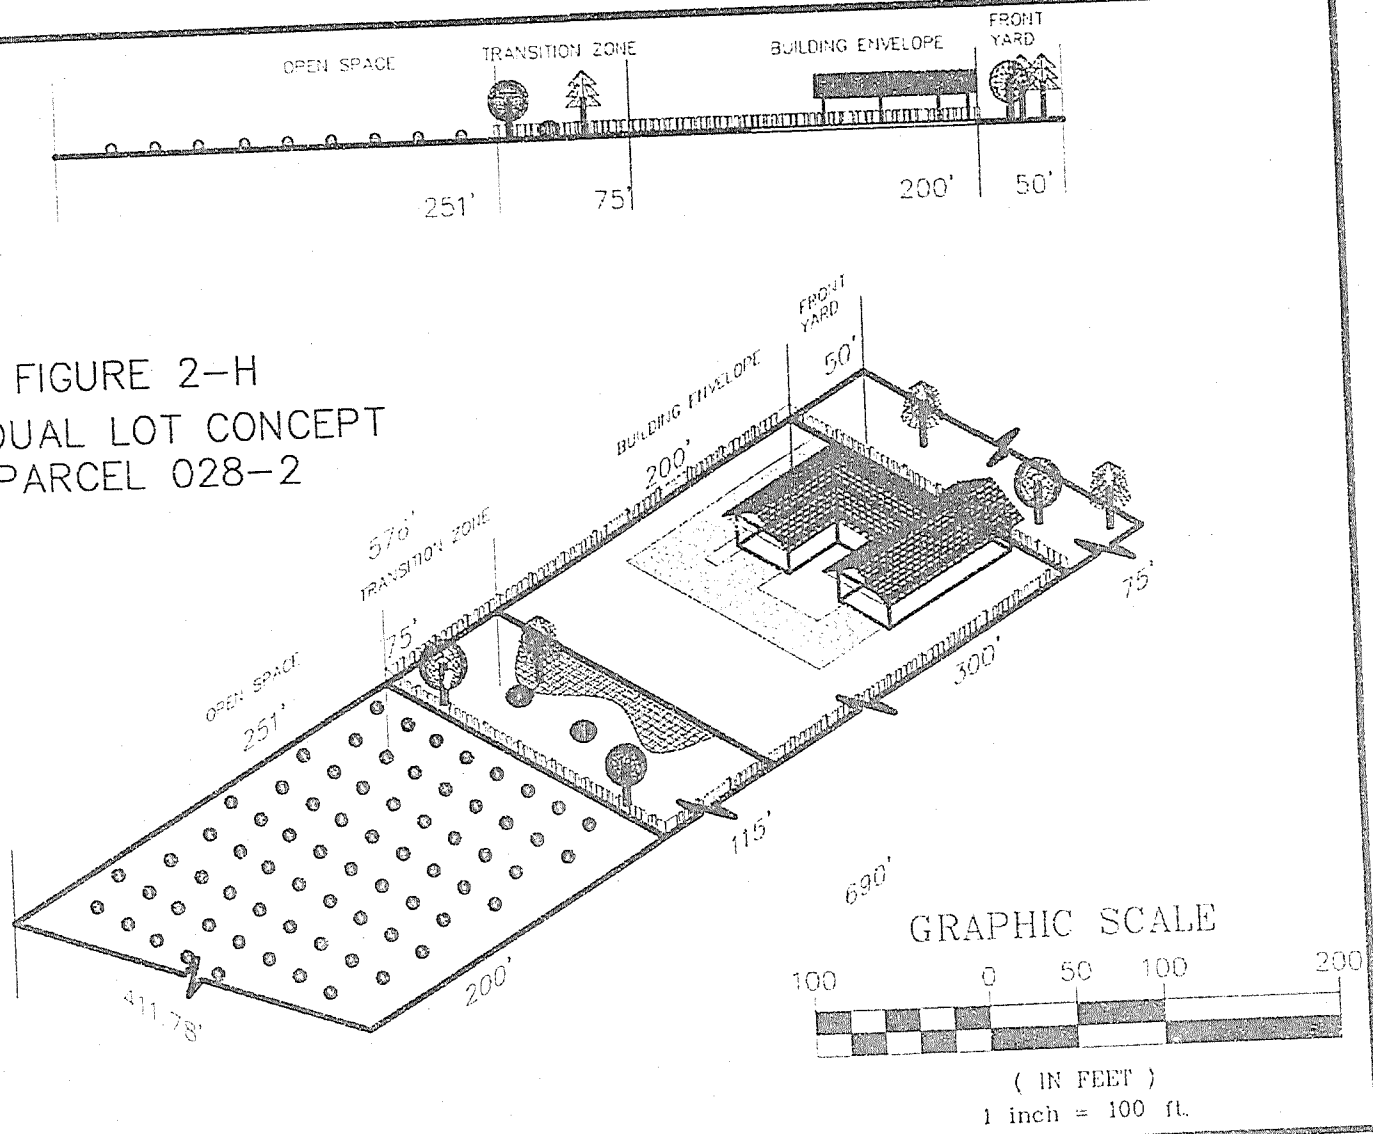 OPEN SPACE
TRANSITION ZONE
BUILDING ENVELOPE
FRONT
YARD
251'
75'
200'
50'
FIGURE 2-H
DUAL LOT CONCEPT
PARCEL 028-2
FRONT
YARD
50'
BUILDING ENVELOPE
200'
576'
TRANSITION ZONE
75'
OPEN SPACE
251'
75'
300'
115'
690'
200'
411.78'
GRAPHIC SCALE
100 0 50 100 200
( IN FEET )
1 inch = 100 ft.